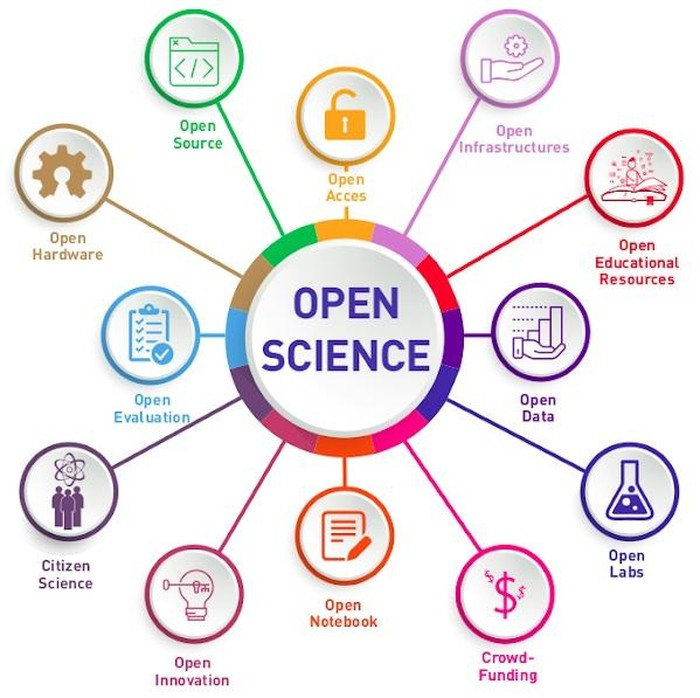 OPEN
SCIENCE
Open
Acces
Open
Infrastructures
Open
Educational
Resources
Open
Data
Open
Labs
Crowd-
Funding
Open
Notebook
Open
Innovation
Citizen
Science
Open
Evaluation
Open
Hardware
Open
Source